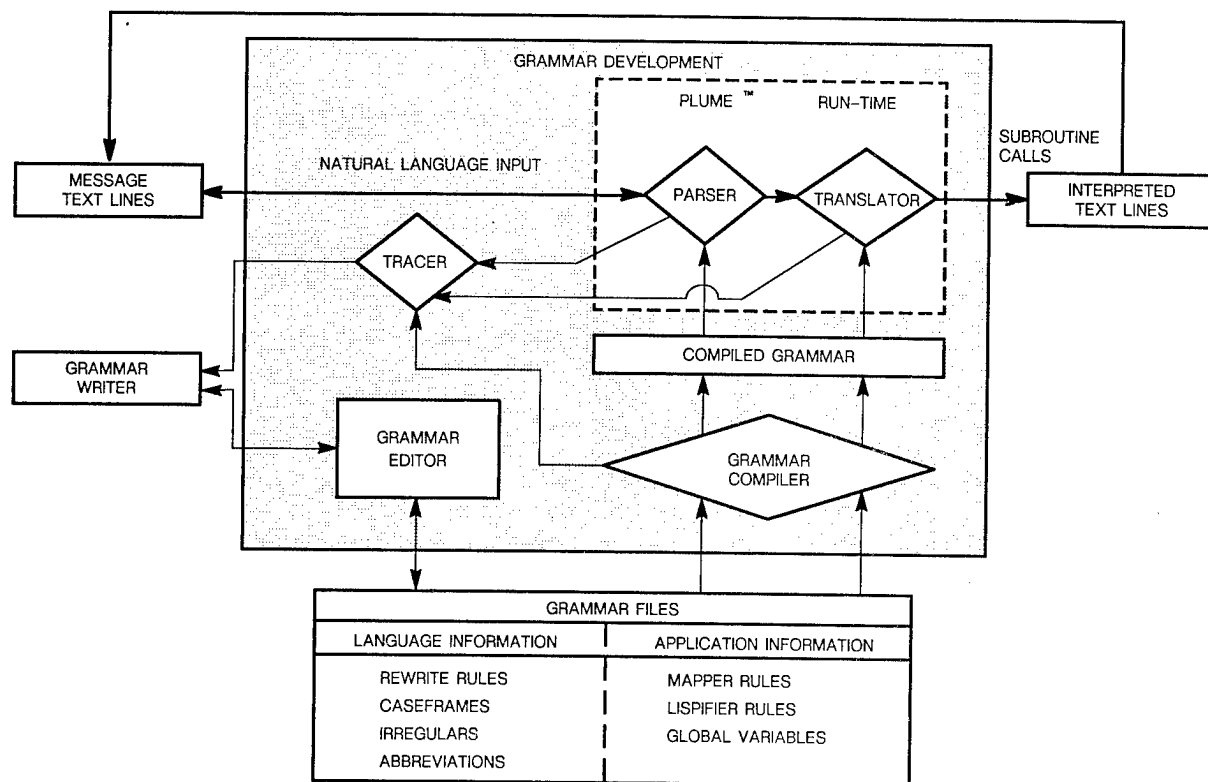 GRAMMAR DEVELOPMENT
PLUME ™ RUN-TIME
SUBROUTINE
CALLS
NATURAL LANGUAGE INPUT
MESSAGE
TEXT LINES
PARSER
TRANSLATOR
INTERPRETED
TEXT LINES
TRACER
COMPILED GRAMMAR
GRAMMAR
WRITER
GRAMMAR
EDITOR
GRAMMAR
COMPILER
GRAMMAR FILES
LANGUAGE INFORMATION
REWRITE RULES
CASEFRAMES
IRREGULARS
ABBREVIATIONS
APPLICATION INFORMATION
MAPPER RULES
LISPIFIER RULES
GLOBAL VARIABLES